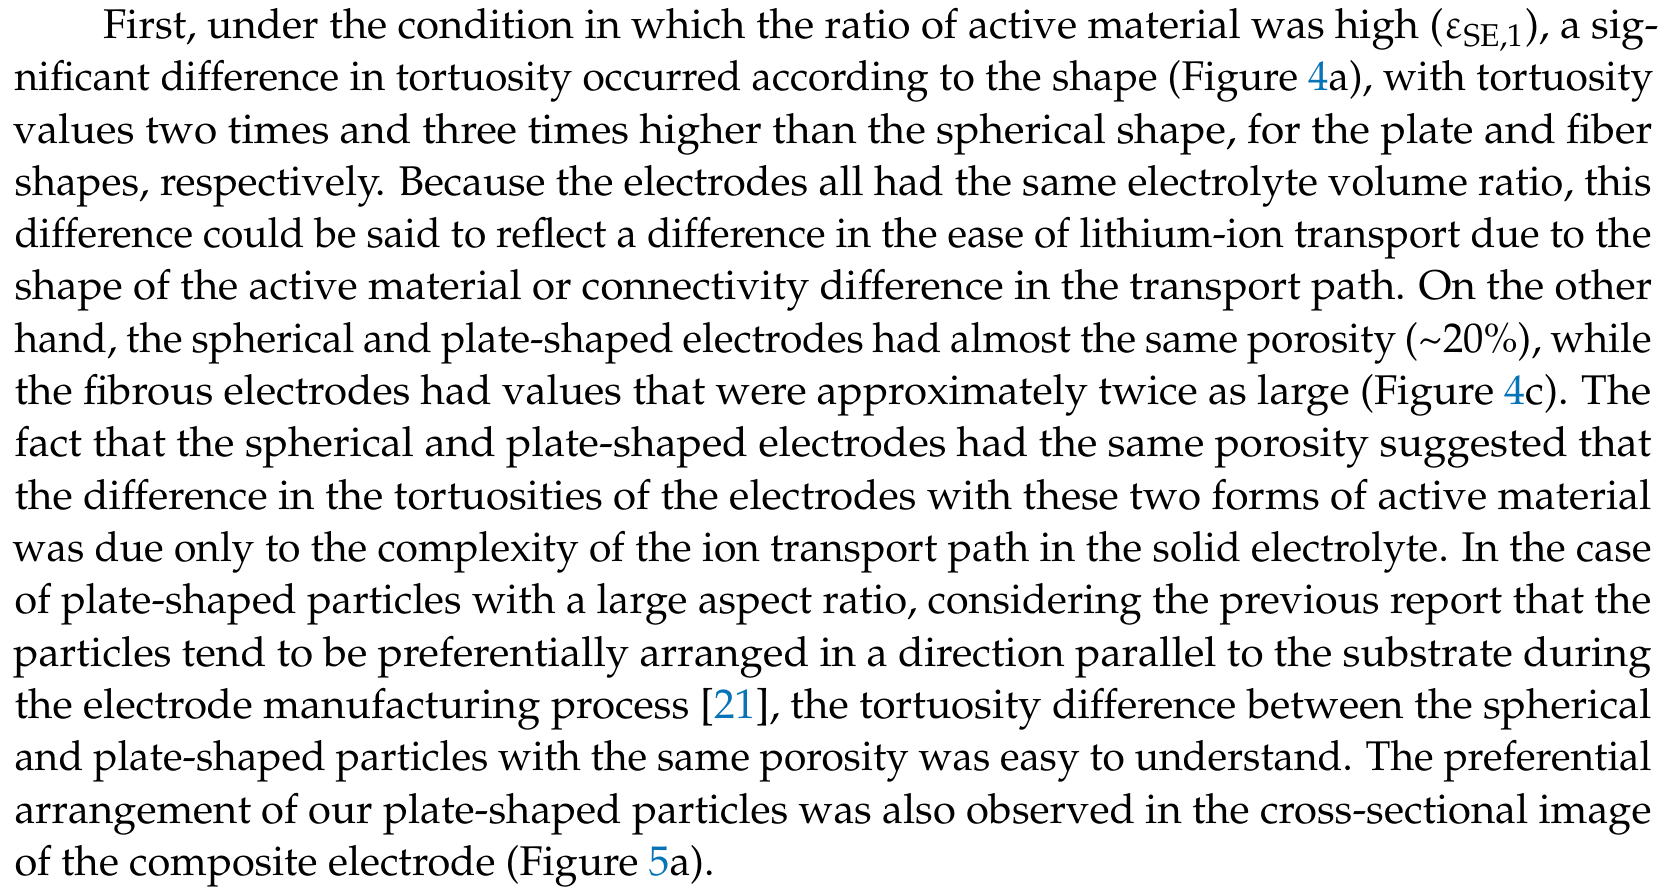 First, under the condition in which the ratio of active material was high (εSE,1), a sig-
nificant difference in tortuosity occurred according to the shape (Figure 4a), with tortuosity
values two times and three times higher than the spherical shape, for the plate and fiber
shapes, respectively. Because the electrodes all had the same electrolyte volume ratio, this
difference could be said to reflect a difference in the ease of lithium-ion transport due to the
shape of the active material or connectivity difference in the transport path. On the other
hand, the spherical and plate-shaped electrodes had almost the same porosity (~20%), while
the fibrous electrodes had values that were approximately twice as large (Figure 4c). The
fact that the spherical and plate-shaped electrodes had the same porosity suggested that
the difference in the tortuosities of the electrodes with these two forms of active material
was due only to the complexity of the ion transport path in the solid electrolyte. In the case
of plate-shaped particles with a large aspect ratio, considering the previous report that the
particles tend to be preferentially arranged in a direction parallel to the substrate during
the electrode manufacturing process [21], the tortuosity difference between the spherical
and plate-shaped particles with the same porosity was easy to understand. The preferential
arrangement of our plate-shaped particles was also observed in the cross-sectional image
of the composite electrode (Figure 5a).